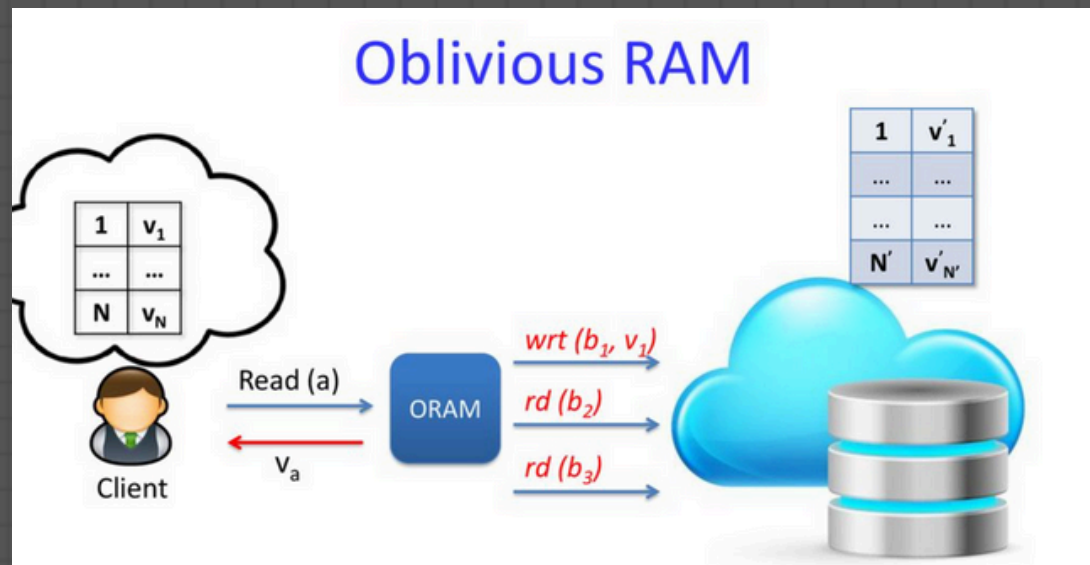 Oblivious RAM
1 v'1
... ...
... ...
N' v'N'
1 v1
... ...
N vN
wrt (b1, v1)
Read (a)
ORAM
rd (b2)
va
rd (b3)
Client